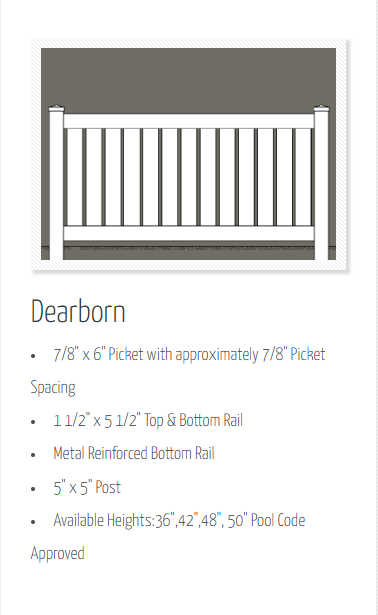 Dearborn
• 7/8" x 6" Picket with approximately 7/8" Picket
Spacing
• 1 1/2" x 5 1/2" Top & Bottom Rail
• Metal Reinforced Bottom Rail
• 5" x 5" Post
• Available Heights:36",42",48", 50" Pool Code
Approved